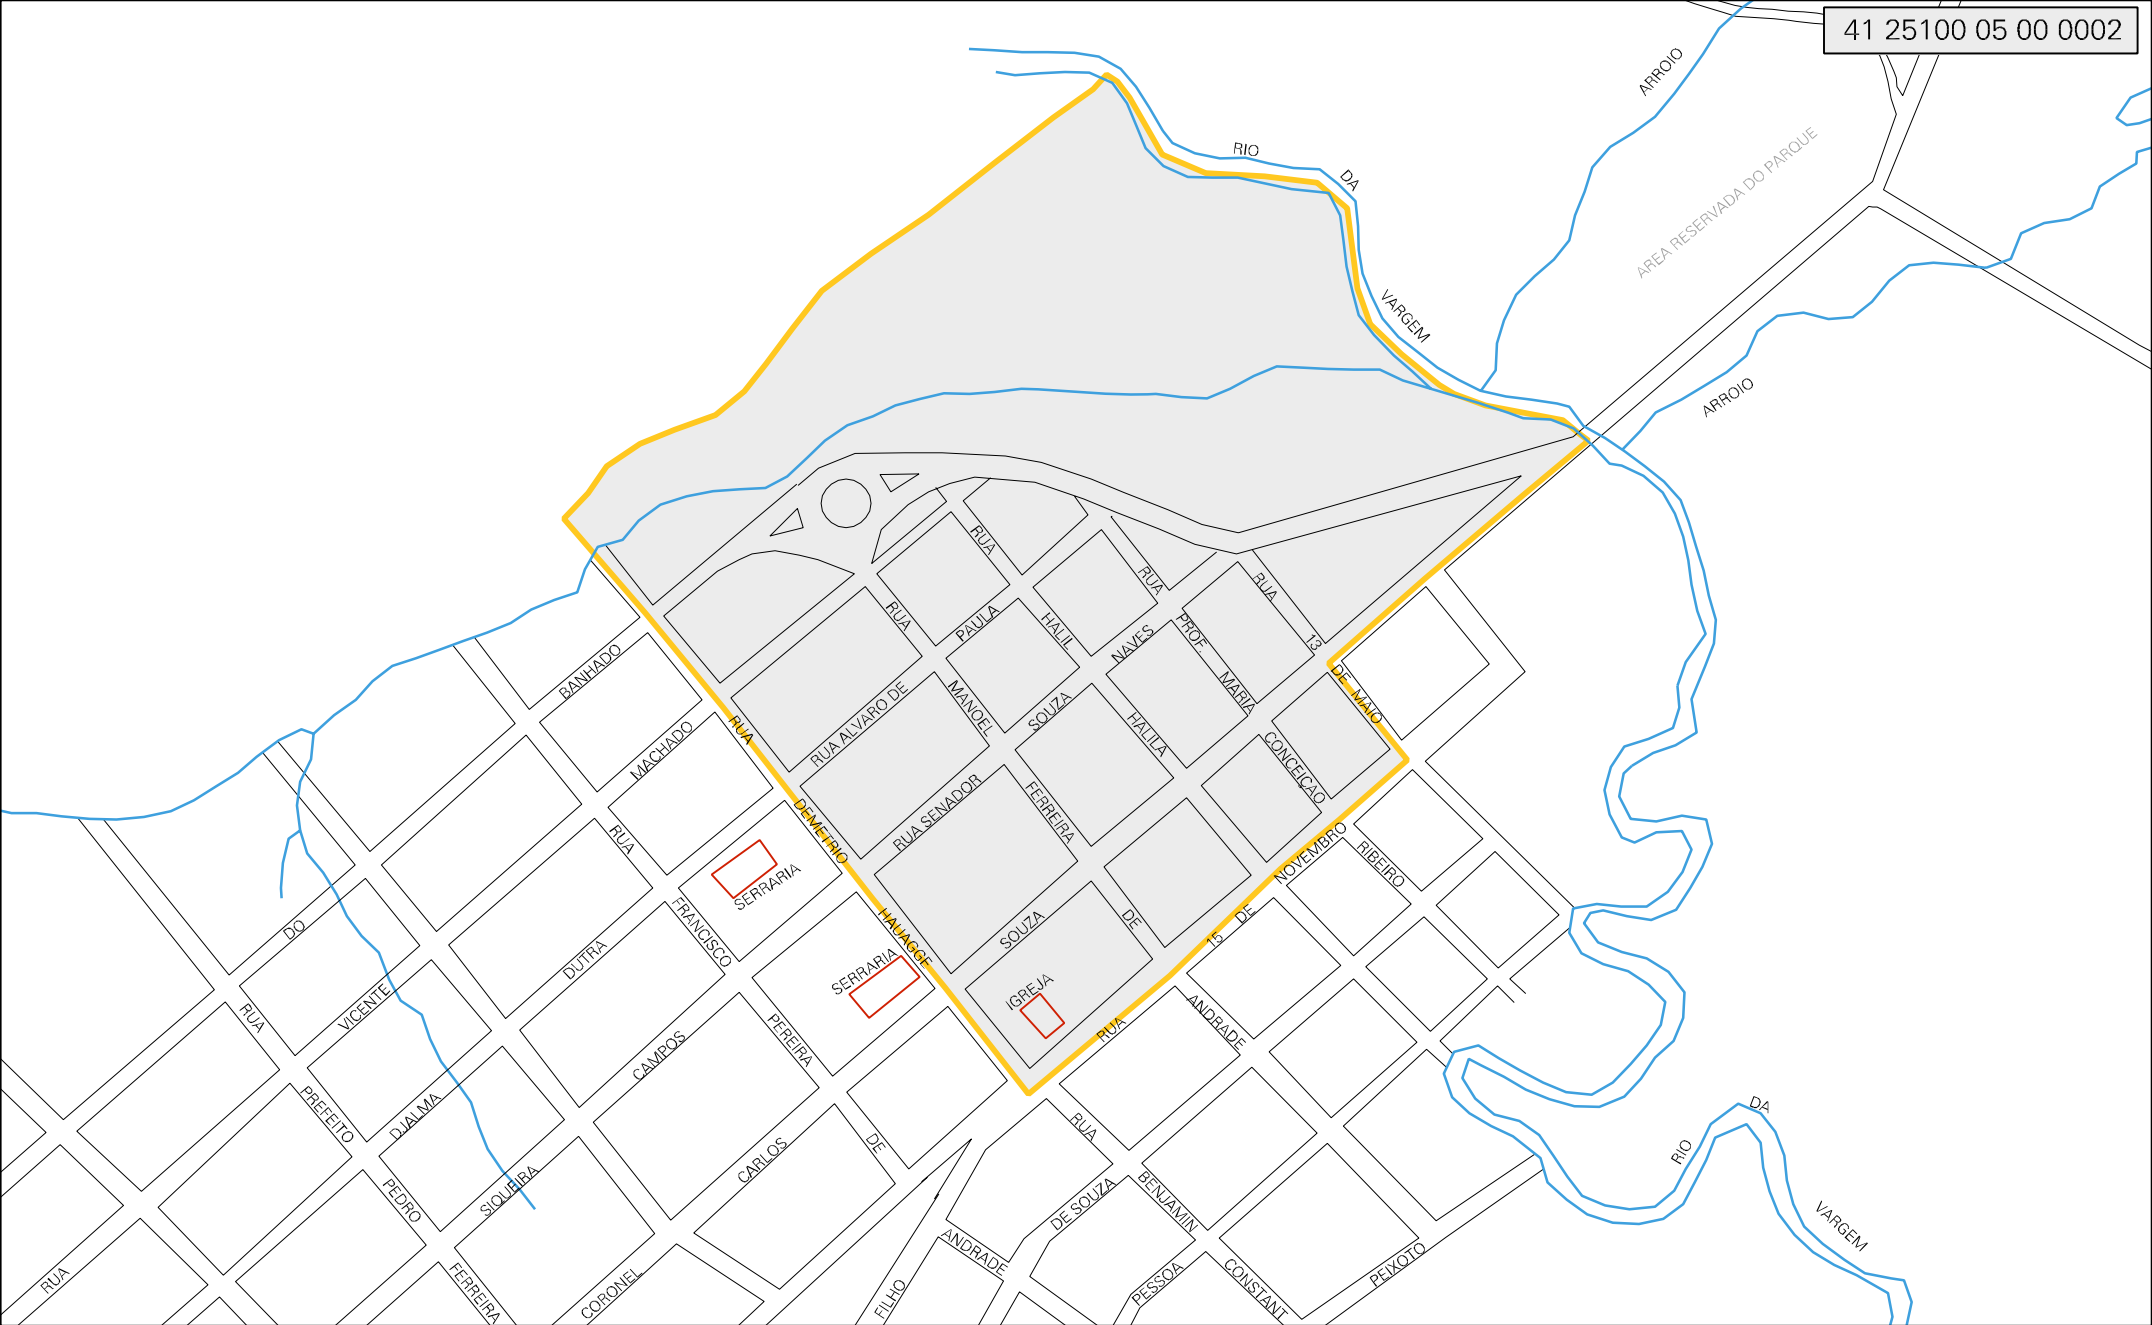 41 25100 05 00 0002
ARROIO
RIO
DA
VARGEM
AREA RESERVADA DO PARQUE
ARROIO
RUA
RUA
RUA
RUA
PAULA
HALIL
NAVES
PROF.
MARIA
13
DE MAIO
BANHADO
MACHADO
RUA
RUA ALVARO DE
MANOEL
SOUZA
HALILA
CONCEIÇAO
DEMETRIO
RUA SENADOR
FERREIRA
NOVEMBRO
RIBEIRO
RUA
SERRARIA
FRANCISCO
HAUAGGE
SOUZA
DE
15 DE
DO
DUTRA
SERRARIA
IGREJA
RUA
ANDRADE
RUA
VICENTE
CAMPOS
PEREIRA
PREFEITO
DJALMA
CARLOS
DE
RUA
DA
RIO
VARGEM
PEDRO
SIQUEIRA
DE SOUZA
BENJAMIN
RUA
FERREIRA
CORONEL
FILHO
ANDRADE
PESSOA
CONSTANT
PEIXOTO